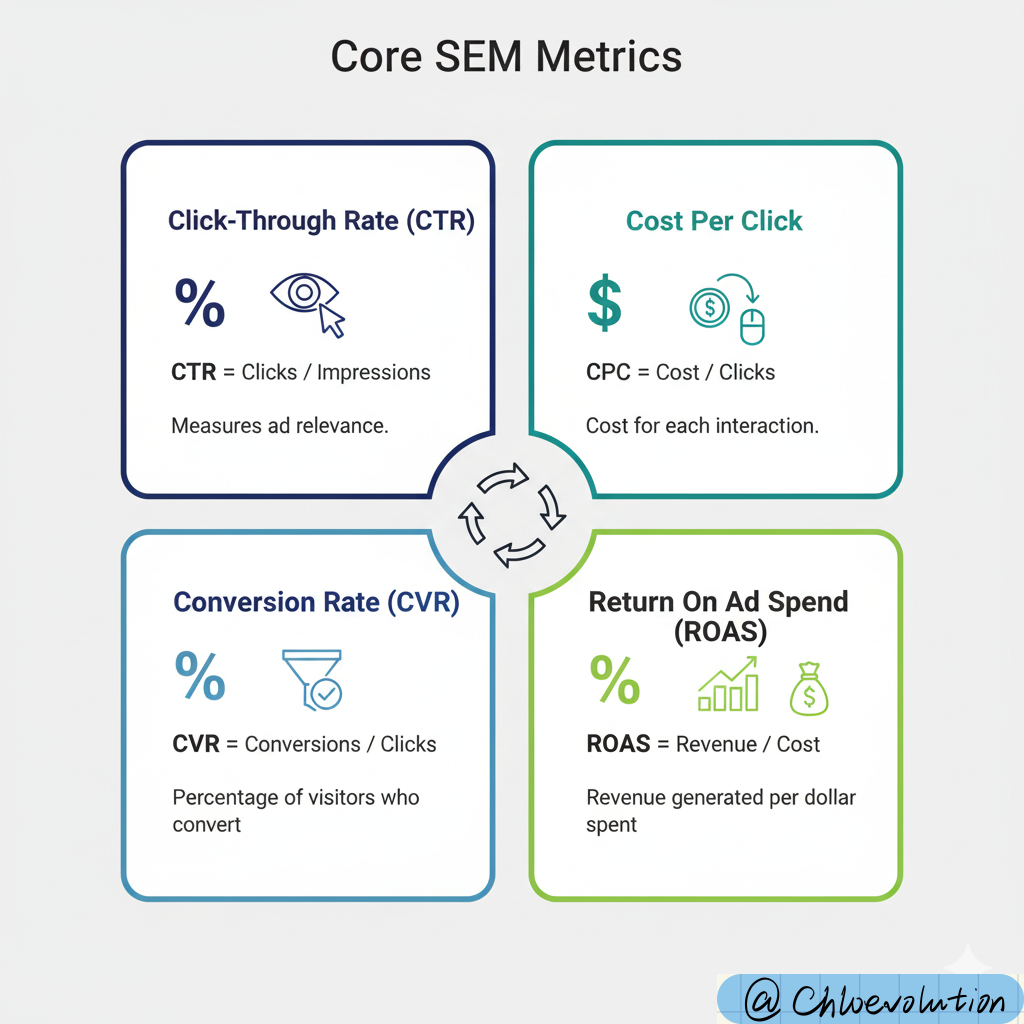 Core SEM Metrics
Click-Through Rate (CTR)
%
CTR = Clicks / Impressions
Measures ad relevance.
Cost Per Click
$
$
CPC = Cost / Clicks
Cost for each interaction.
Conversion Rate (CVR)
%
CVR = Conversions / Clicks
Percentage of visitors who
convert
Return On Ad Spend
(ROAS)
%
$
ROAS = Revenue / Cost
Revenue generated per dollar
spent
@ Chloevolution